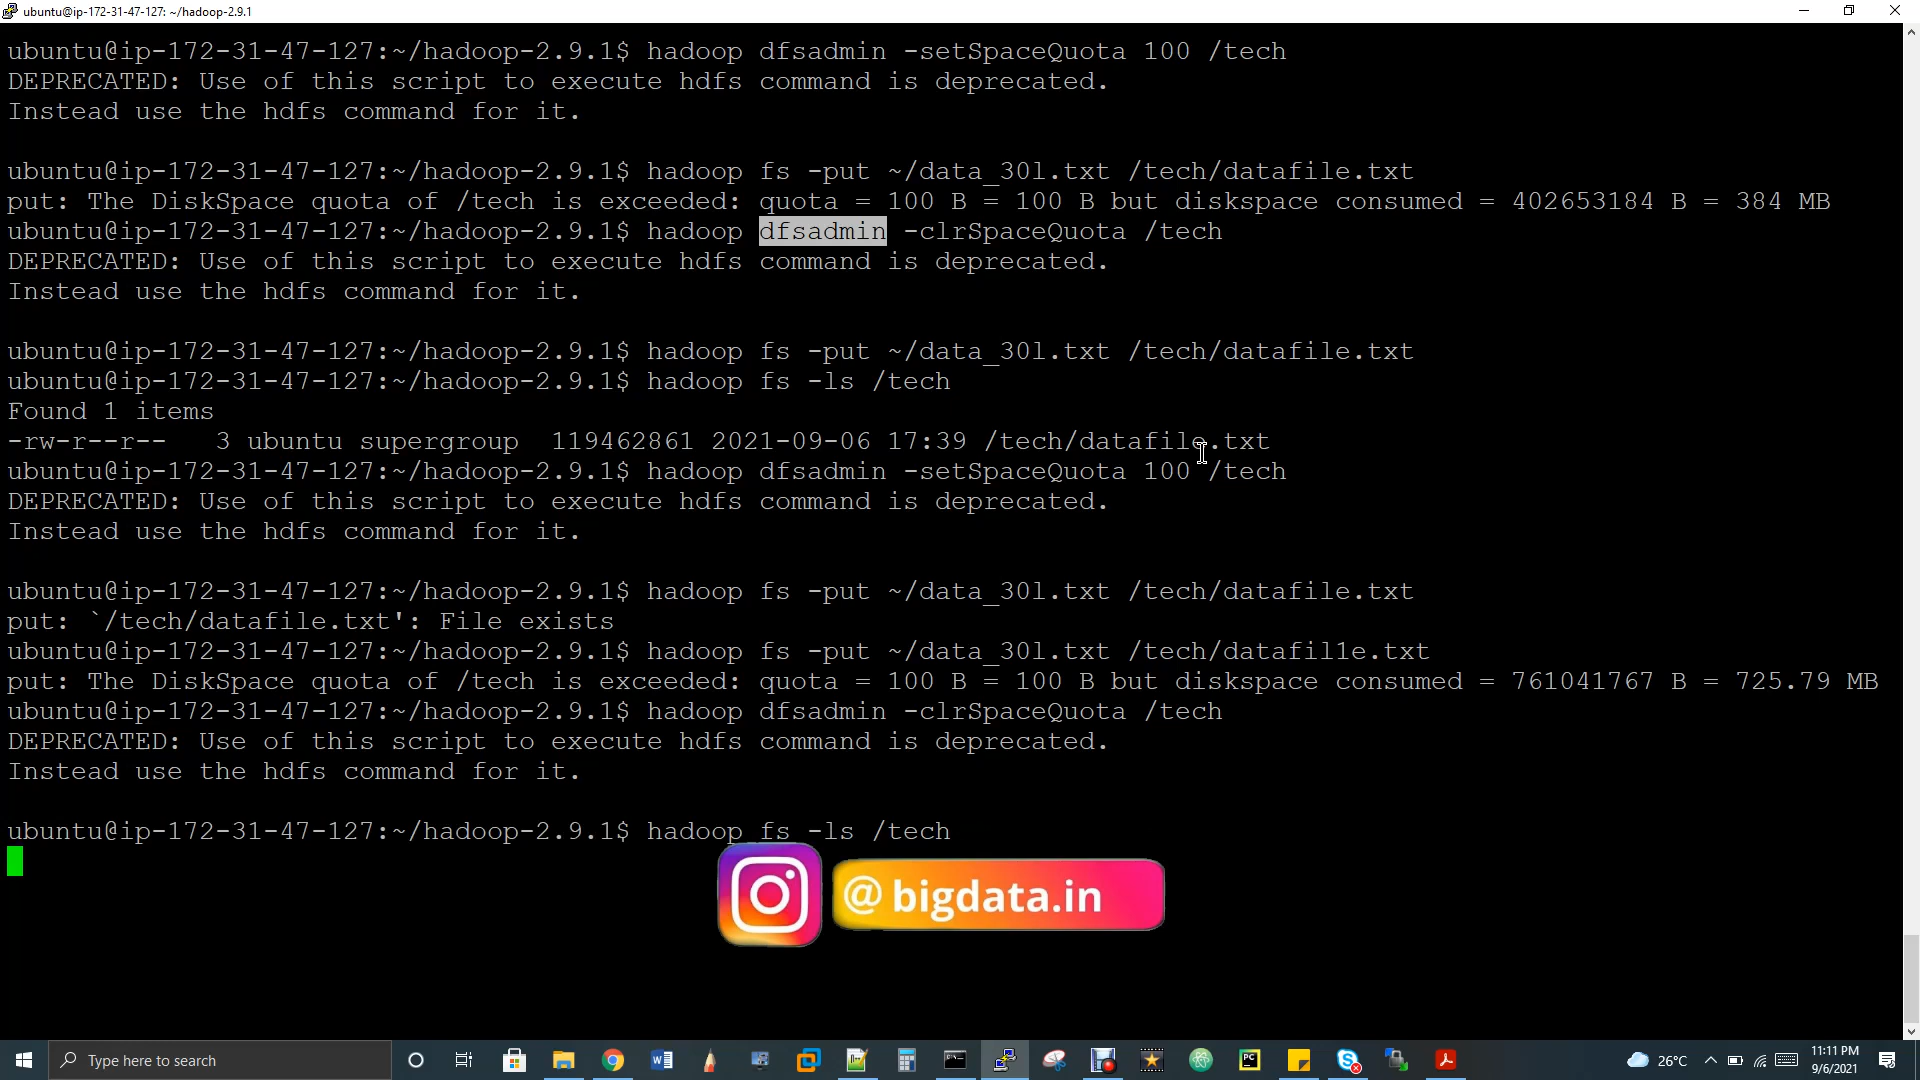 ubuntu@ip-172-31-47-127: ~/hadoop-2.9.1
ubuntu@ip-172-31-47-127:~/hadoop-2.9.1$ hadoop dfsadmin -setSpaceQuota 100 /tech
DEPRECATED: Use of this script to execute hdfs command is deprecated.
Instead use the hdfs command for it.
ubuntu@ip-172-31-47-127:~/hadoop-2.9.1$ hadoop fs -put ~/data_30l.txt /tech/datafile.txt
put: The DiskSpace quota of /tech is exceeded: quota = 100 B = 100 B but diskspace consumed = 402653184 B = 384 MB
ubuntu@ip-172-31-47-127:~/hadoop-2.9.1$ hadoop dfsadmin -clrSpaceQuota /tech
DEPRECATED: Use of this script to execute hdfs command is deprecated.
Instead use the hdfs command for it.
ubuntu@ip-172-31-47-127:~/hadoop-2.9.1$ hadoop fs -put ~/data_30l.txt /tech/datafile.txt
ubuntu@ip-172-31-47-127:~/hadoop-2.9.1$ hadoop fs -ls /tech
Found 1 items
-rw-r--r--   3 ubuntu supergroup  119462861 2021-09-06 17:39 /tech/datafile.txt
ubuntu@ip-172-31-47-127:~/hadoop-2.9.1$ hadoop dfsadmin -setSpaceQuota 100 /tech
DEPRECATED: Use of this script to execute hdfs command is deprecated.
Instead use the hdfs command for it.
ubuntu@ip-172-31-47-127:~/hadoop-2.9.1$ hadoop fs -put ~/data_30l.txt /tech/datafile.txt
put: `/tech/datafile.txt': File exists
ubuntu@ip-172-31-47-127:~/hadoop-2.9.1$ hadoop fs -put ~/data_30l.txt /tech/datafil1e.txt
put: The DiskSpace quota of /tech is exceeded: quota = 100 B = 100 B but diskspace consumed = 761041767 B = 725.79 MB
ubuntu@ip-172-31-47-127:~/hadoop-2.9.1$ hadoop dfsadmin -clrSpaceQuota /tech
DEPRECATED: Use of this script to execute hdfs command is deprecated.
Instead use the hdfs command for it.
ubuntu@ip-172-31-47-127:~/hadoop-2.9.1$ hadoop fs -ls /tech
@ bigdata.in
Type here to search
PC
26°C
11:11 PM
9/6/2021